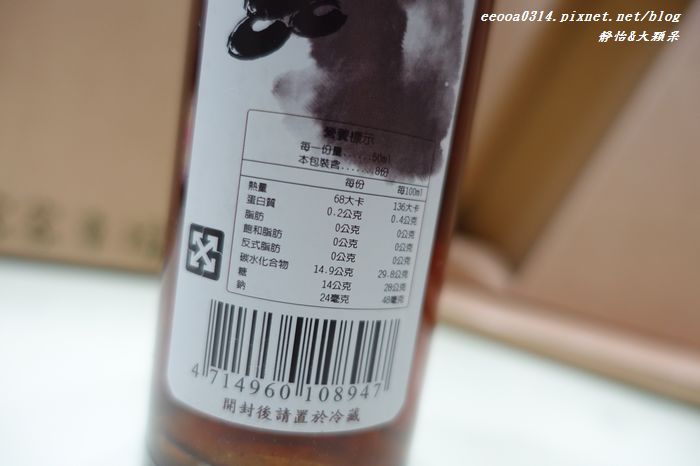 eeooa0314.pixnet.net/blog
靜怡&大顆呆
營養標示
每一份量.....50ml
本包裝含......8份
每份 每100ml
熱量 68大卡 136大卡
蛋白質 0.2公克 0.4公克
脂肪 0公克 0公克
飽和脂肪 0公克 0公克
反式脂肪 0公克 0公克
碳水化合物 14.9公克 29.8公克
糖 14公克 28公克
鈉 24毫克 48毫克
4 714960 108947
開封後請置於冷藏